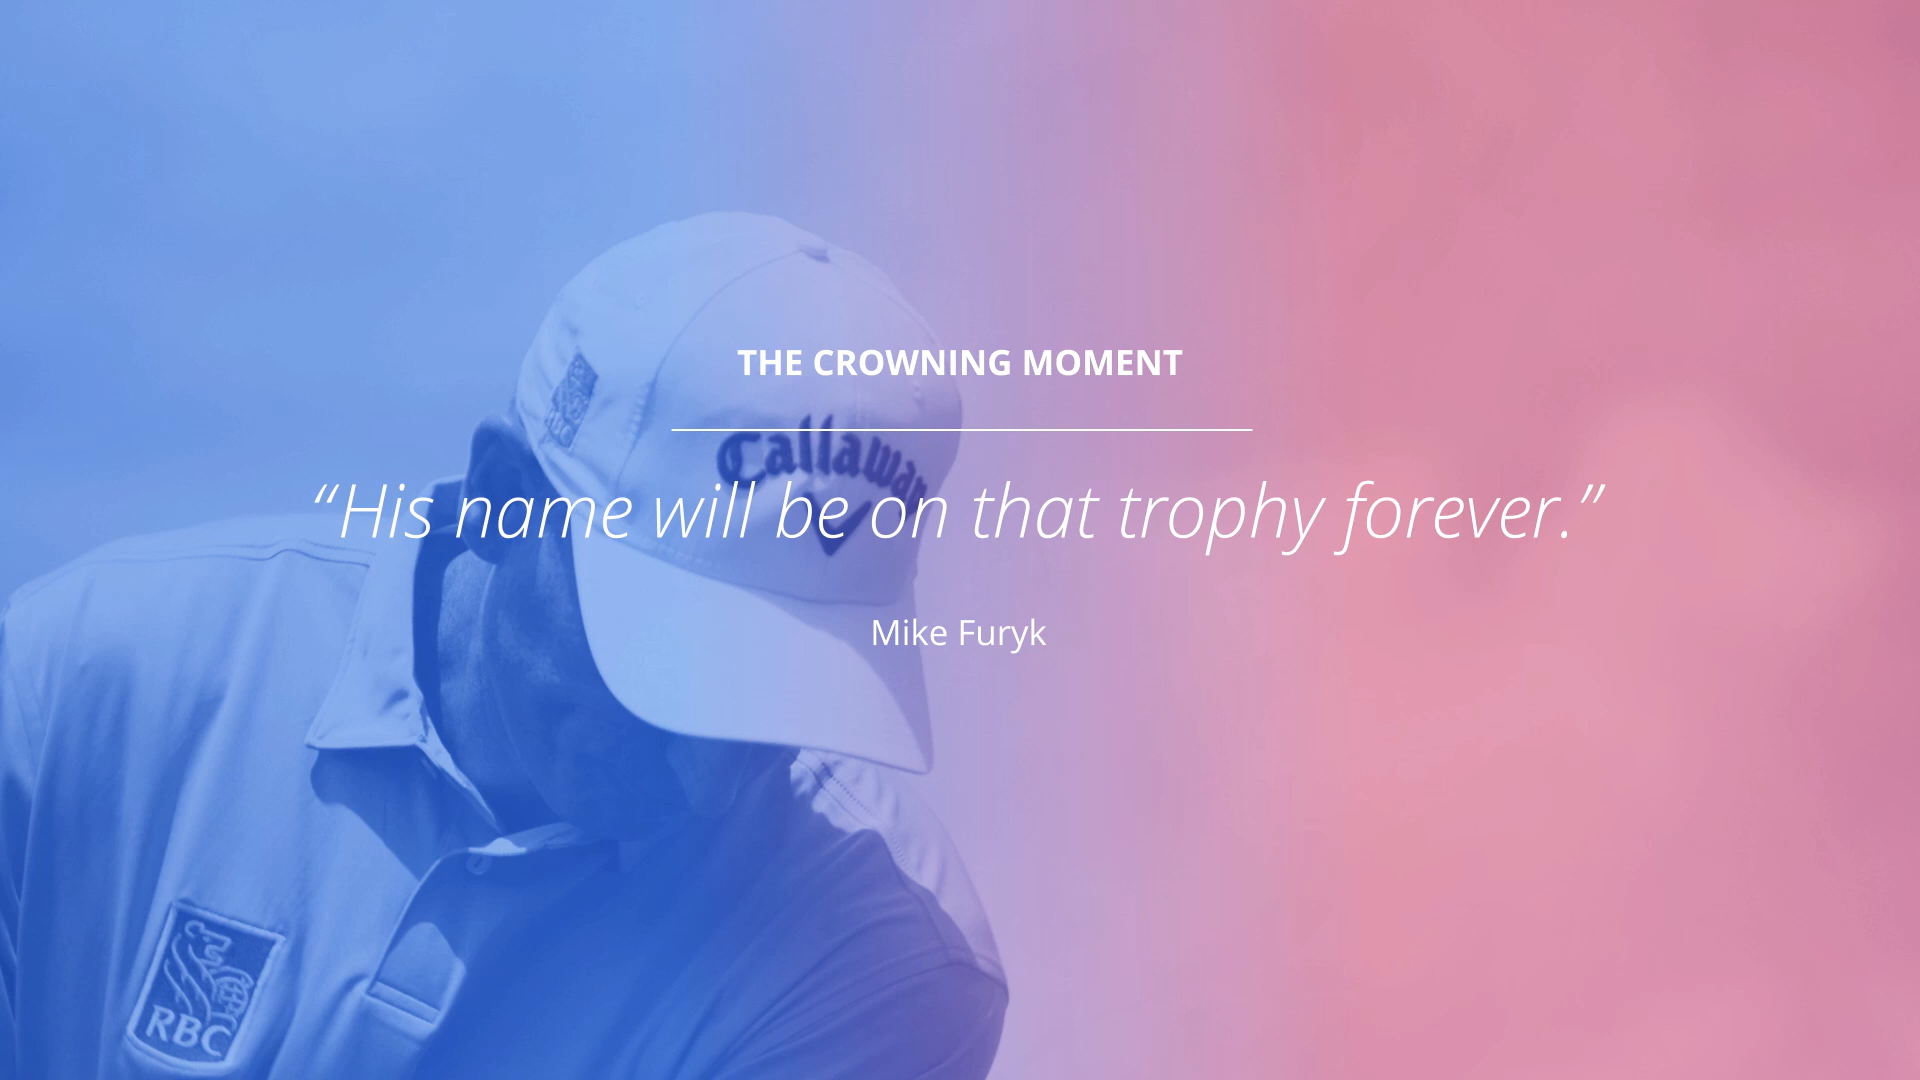 THE CROWNING MOMENT
Callaway
“His name will be on that trophy forever.”
Mike Furyk
RBC